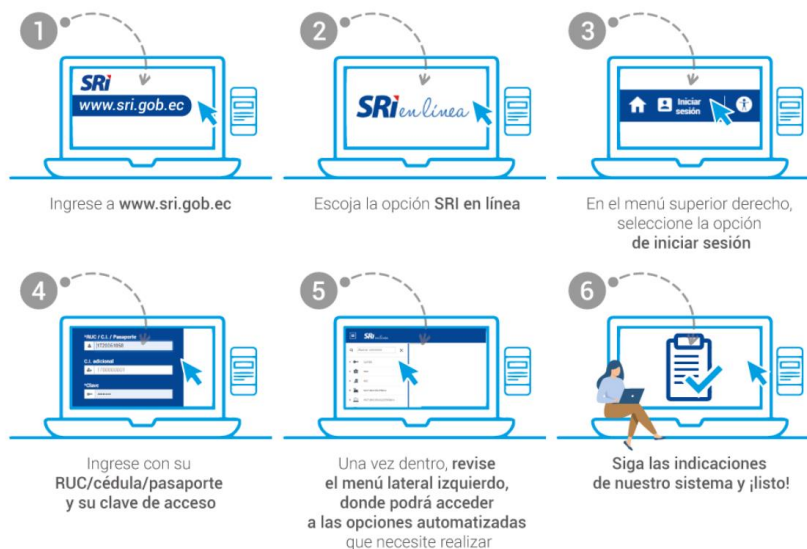 1
SRi
www.sri.gob.ec
Ingrese a www.sri.gob.ec
2
SRi en línea
Escoja la opción SRI en línea
3
Iniciar
sesión
En el menú superior derecho,
seleccione la opción
de iniciar sesión
4
*RUC / C.I. / Pasaporte
C.I. adicional
*Clave
Ingrese con su
RUC/cédula/pasaporte
y su clave de acceso
5
SRi
Una vez dentro, revise
el menú lateral izquierdo,
donde podrá acceder
a las opciones automatizadas
que necesite realizar
6
Siga las indicaciones
de nuestro sistema y ¡listo!